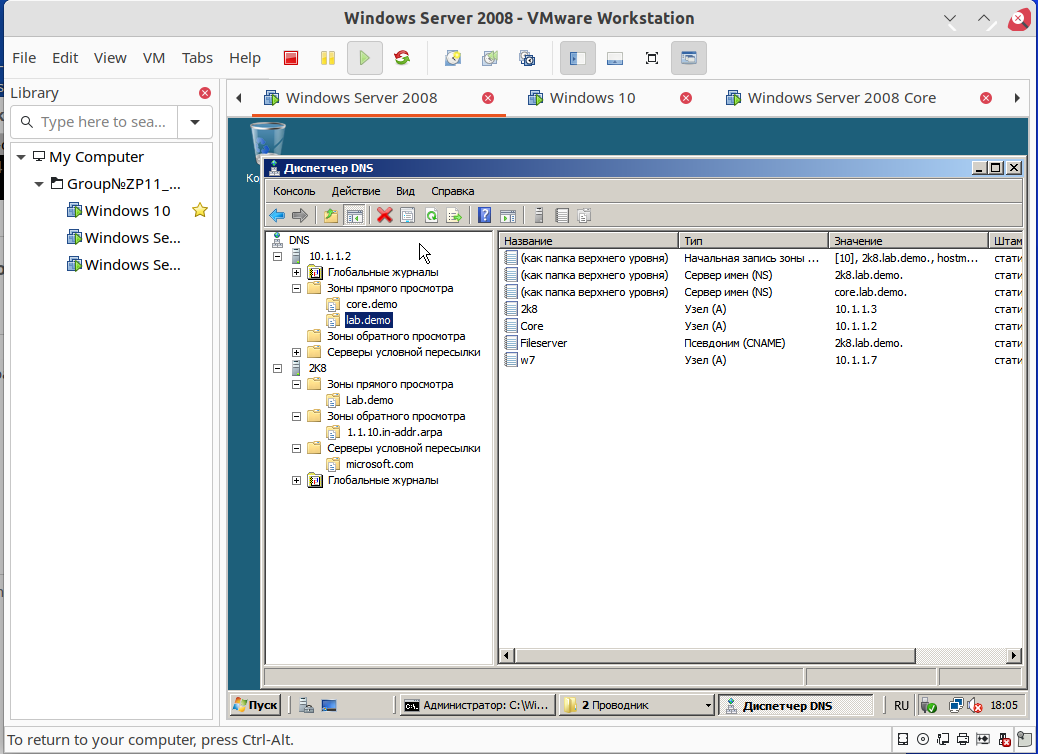 Windows Server 2008 - VMware Workstation
File Edit View VM Tabs Help
Library
Type here to sea...
My Computer
Group№ZP11_...
Windows 10
Windows Se...
Windows Se...
Windows Server 2008 Windows 10 Windows Server 2008 Core
Ко
Диспетчер DNS
Консоль Действие Вид Справка
DNS
10.1.1.2
Глобальные журналы
Зоны прямого просмотра
core.demo
lab.demo
Зоны обратного просмотра
Серверы условной пересылки
2K8
Зоны прямого просмотра
Lab.demo
Зоны обратного просмотра
1.1.10.in-addr.arpa
Серверы условной пересылки
microsoft.com
Глобальные журналы
Название Тип Значение Штам
(как папка верхнего уровня) Начальная запись зоны ... [10], 2k8.lab.demo., hostm... стати
(как папка верхнего уровня) Сервер имен (NS) 2k8.lab.demo. стати
(как папка верхнего уровня) Сервер имен (NS) core.lab.demo. стати
2k8 Узел (A) 10.1.1.3 стати
Core Узел (A) 10.1.1.2 стати
Fileserver Псевдоним (CNAME) 2k8.lab.demo. стати
w7 Узел (A) 10.1.1.7 стати
Пуск Администратор: C:\Wi... 2 Проводник Диспетчер DNS RU 18:05
To return to your computer, press Ctrl-Alt.